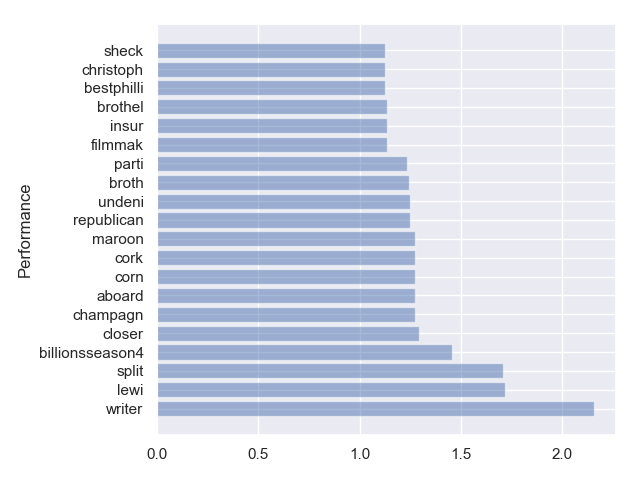 sheck
christoph
bestphilli
brothel
insur
filmmak
parti
broth
undeni
republican
maroon
cork
corn
aboard
champagn
closer
billionsseason4
split
lewi
writer
Performance
0.0 0.5 1.0 1.5 2.0